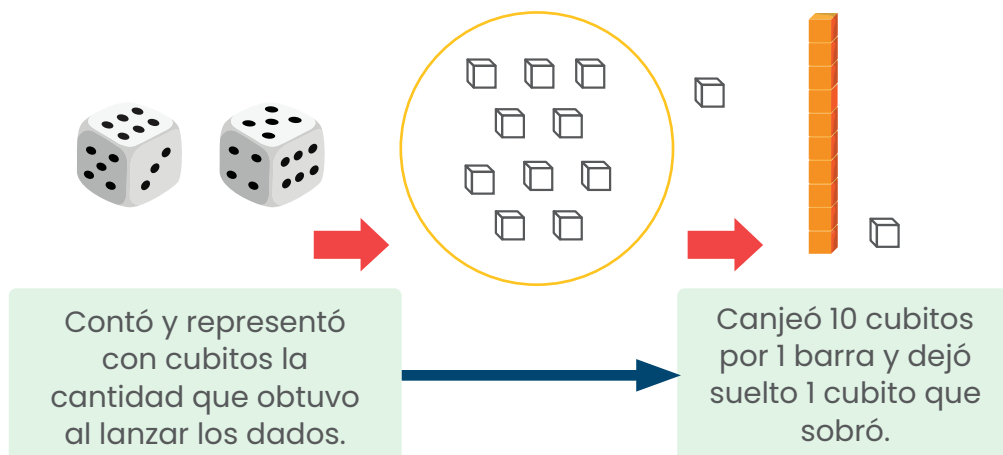 Contó y representó
con cubitos la
cantidad que obtuvo
al lanzar los dados.
Canjeó 10 cubitos
por 1 barra y dejó
suelto 1 cubito que
sobró.